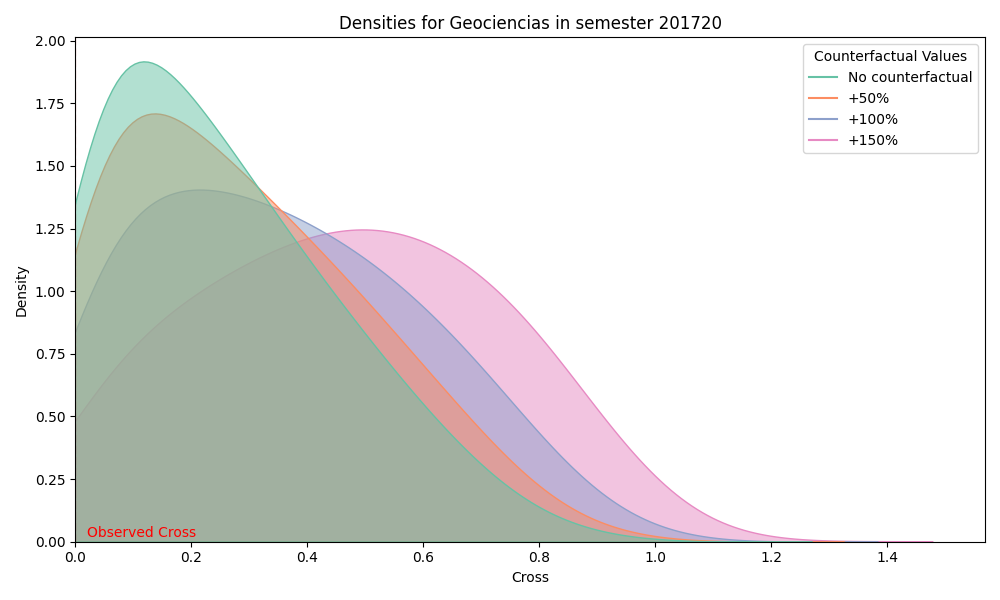 Densities for Geociencias in semester 201720
Counterfactual Values
No counterfactual
+50%
+100%
+150%
Density
2.00
1.75
1.50
1.25
1.00
0.75
0.50
0.25
0.00
Observed Cross
0.0 0.2 0.4 0.6 0.8 1.0 1.2 1.4
Cross